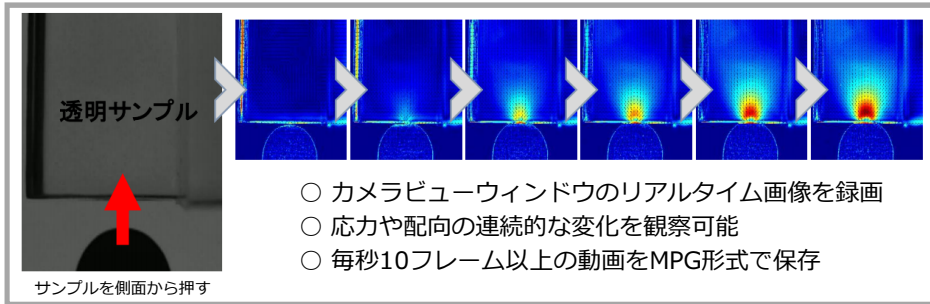 透明サンプル
サンプルを側面から押す
○ カメラビューウィンドウのリアルタイム画像を録画
○ 応力や配向の連続的な変化を観察可能
○ 毎秒10フレーム以上の動画をMPG形式で保存